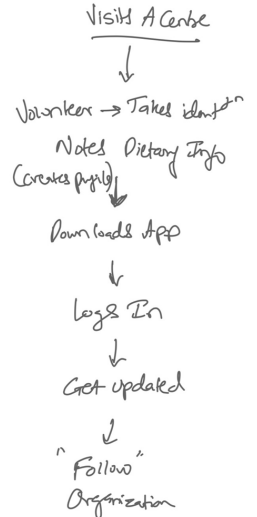 Visits A Centre
Volunteer → Takes identⁿ
Notes Dietary Info
(creates profile)
Downloads App
Logs In
Get updated
"Follow"
Organization